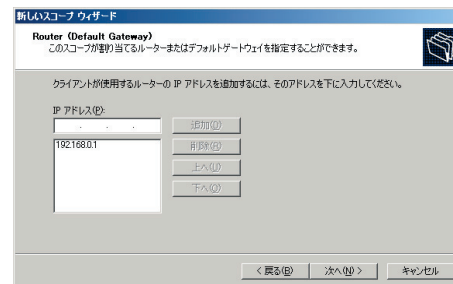 新しいスコープ ウィザード
Router (Default Gateway)
このスコープが割り当てるルーターまたはデフォルトゲートウェイを指定することができます。
クライアントが使用するルーターの IP アドレスを追加するには、そのアドレスを下に入力してください。
IP アドレス(P):
. . .
追加(D)
192.168.0.1
削除(R)
上へ(U)
下へ(O)
< 戻る(B)
次へ(N) >
キャンセル